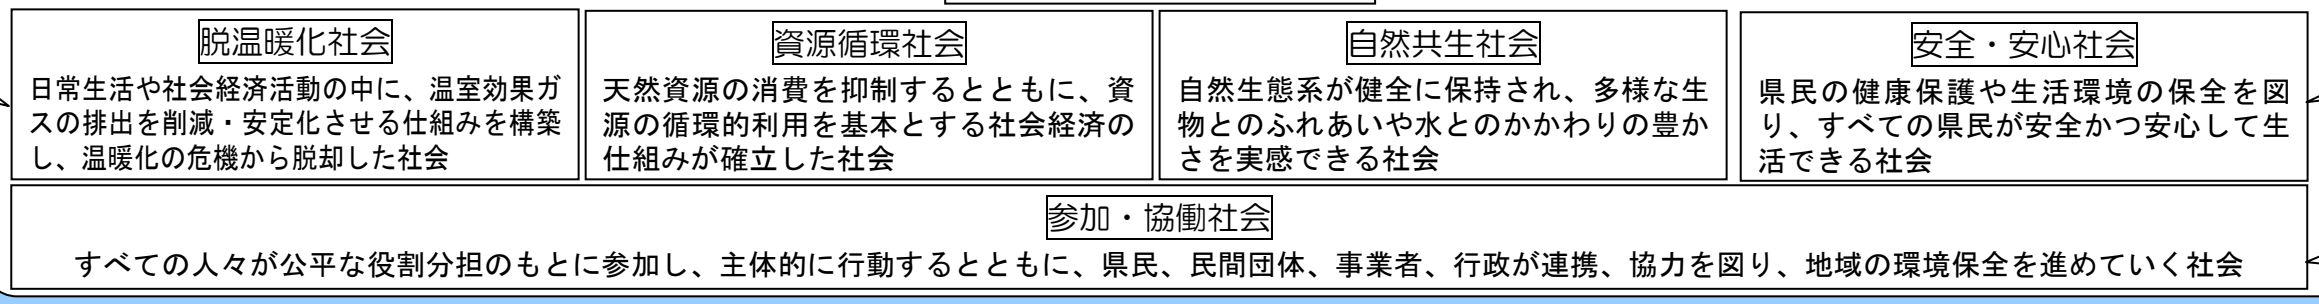 脱温暖化社会
日常生活や社会経済活動の中に、温室効果ガ
スの排出を削減・安定化させる仕組みを構築
し、温暖化の危機から脱却した社会
資源循環社会
天然資源の消費を抑制するとともに、資
源の循環的利用を基本とする社会経済の
仕組みが確立した社会
自然共生社会
自然生態系が健全に保持され、多様な生
物とのふれあいや水とのかかわりの豊か
さを実感できる社会
安全・安心社会
県民の健康保護や生活環境の保全を図
り、すべての県民が安全かつ安心して生
活できる社会
参加・協働社会
すべての人々が公平な役割分担のもとに参加し、主体的に行動するとともに、県民、民間団体、事業者、行政が連携、協力を図り、地域の環境保全を進めていく社会